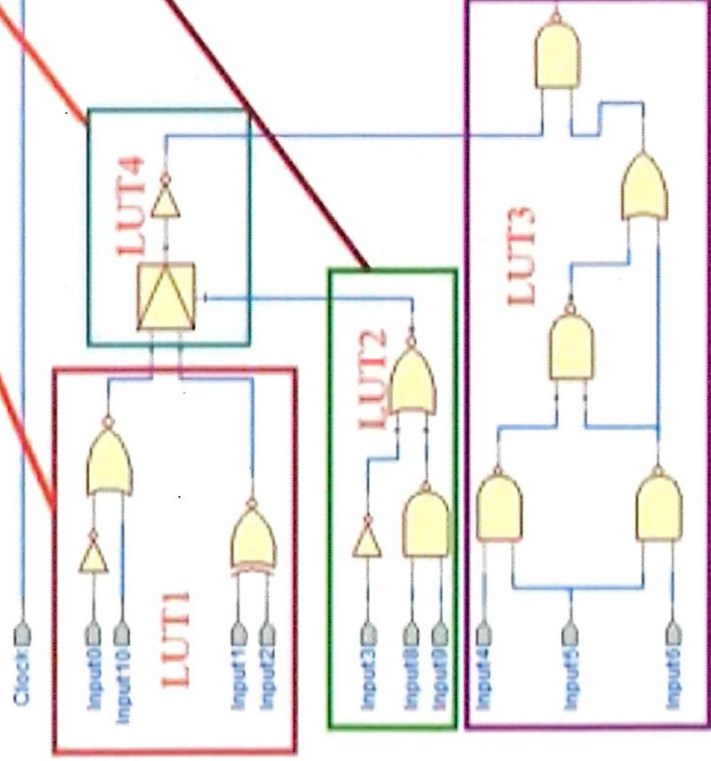 Clock
Input0
Input10
LUT1
Input1
Input2
LUT4
Input3
Input8
Input9
LUT2
Input4
Input5
Input6
LUT3